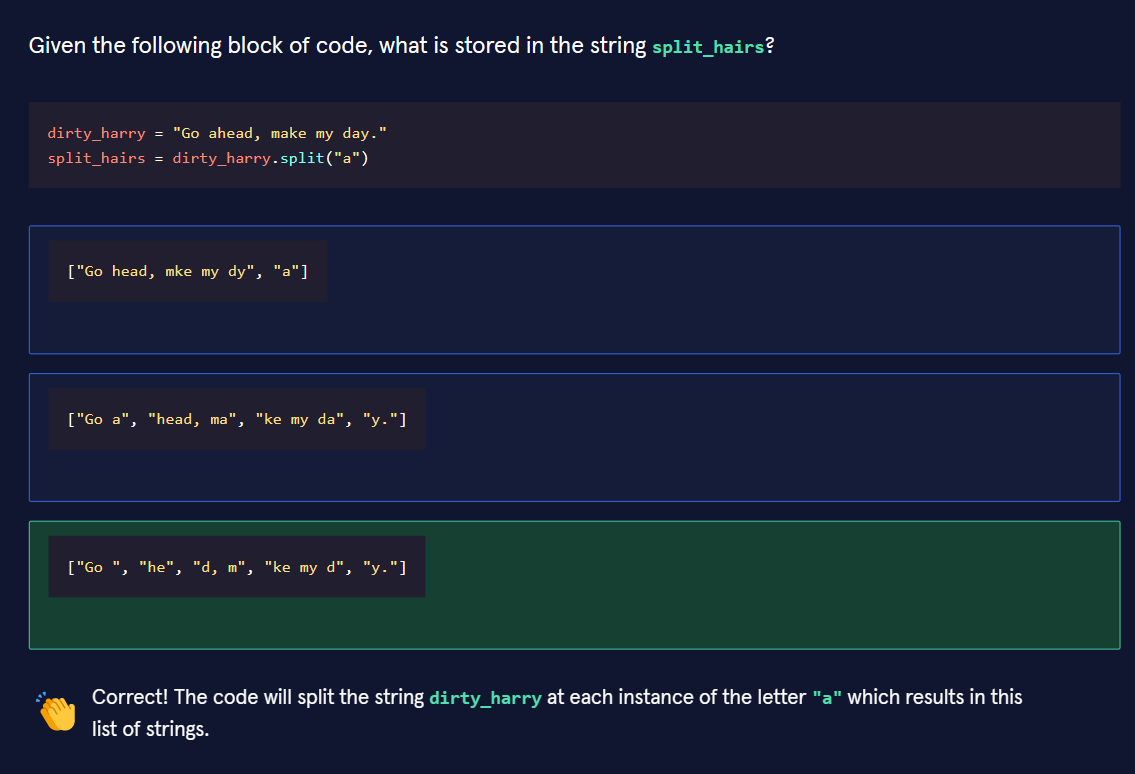 Given the following block of code, what is stored in the string split_hairs?
dirty_harry = "Go ahead, make my day."
split_hairs = dirty_harry.split("a")
["Go head, mke my dy", "a"]
["Go a", "head, ma", "ke my da", "y."]
["Go ", "he", "d, m", "ke my d", "y."]
Correct! The code will split the string dirty_harry at each instance of the letter "a" which results in this
list of strings.